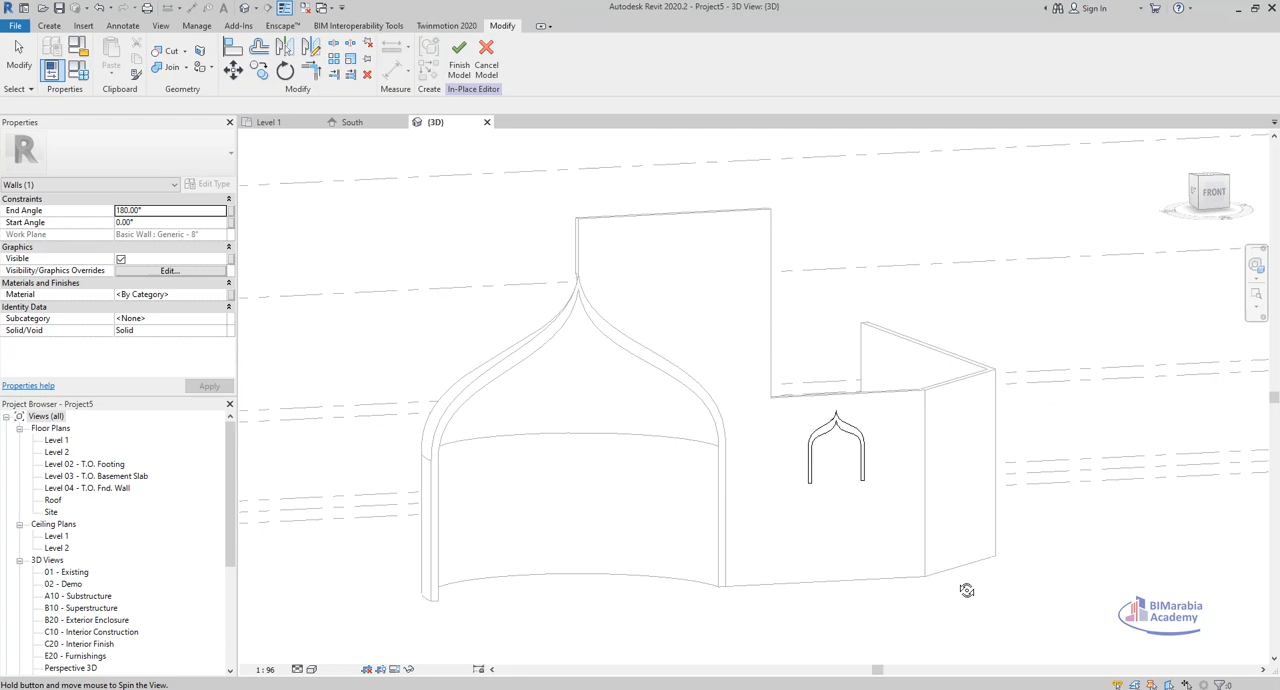 Autodesk Revit 2020.2 - Project5 - 3D View: {3D}
Sign In
File Create Insert Annotate View Manage Add-Ins Enscape™ BIM Interoperability Tools Twinmotion 2020 Modify
Modify
Paste
Cut
Join
Finish Model
Cancel Model
Select Properties Clipboard Geometry Modify Measure Create In-Place Editor
Properties
Level 1
South
{3D}
Walls (1)
Edit Type
Constraints
End Angle 180.00°
Start Angle 0.00°
Work Plane Basic Wall : Generic - 8"
Graphics
Visible
Visibility/Graphics Overrides Edit...
Materials and Finishes
Material <By Category>
Identity Data
Subcategory <None>
Solid/Void Solid
Properties help
Apply
Project Browser - Project5
Views (all)
Floor Plans
Level 1
Level 2
Level 02 - T.O. Footing
Level 03 - T.O. Basement Slab
Level 04 - T.O. Fnd. Wall
Roof
Site
Ceiling Plans
Level 1
Level 2
3D Views
01 - Existing
02 - Demo
A10 - Substructure
B10 - Superstructure
B20 - Exterior Enclosure
C10 - Interior Construction
C20 - Interior Finish
E20 - Furnishings
Perspective 3D
FRONT
BIMarabia
Academy
1 : 96
Hold button and move mouse to Spin the View.
:0